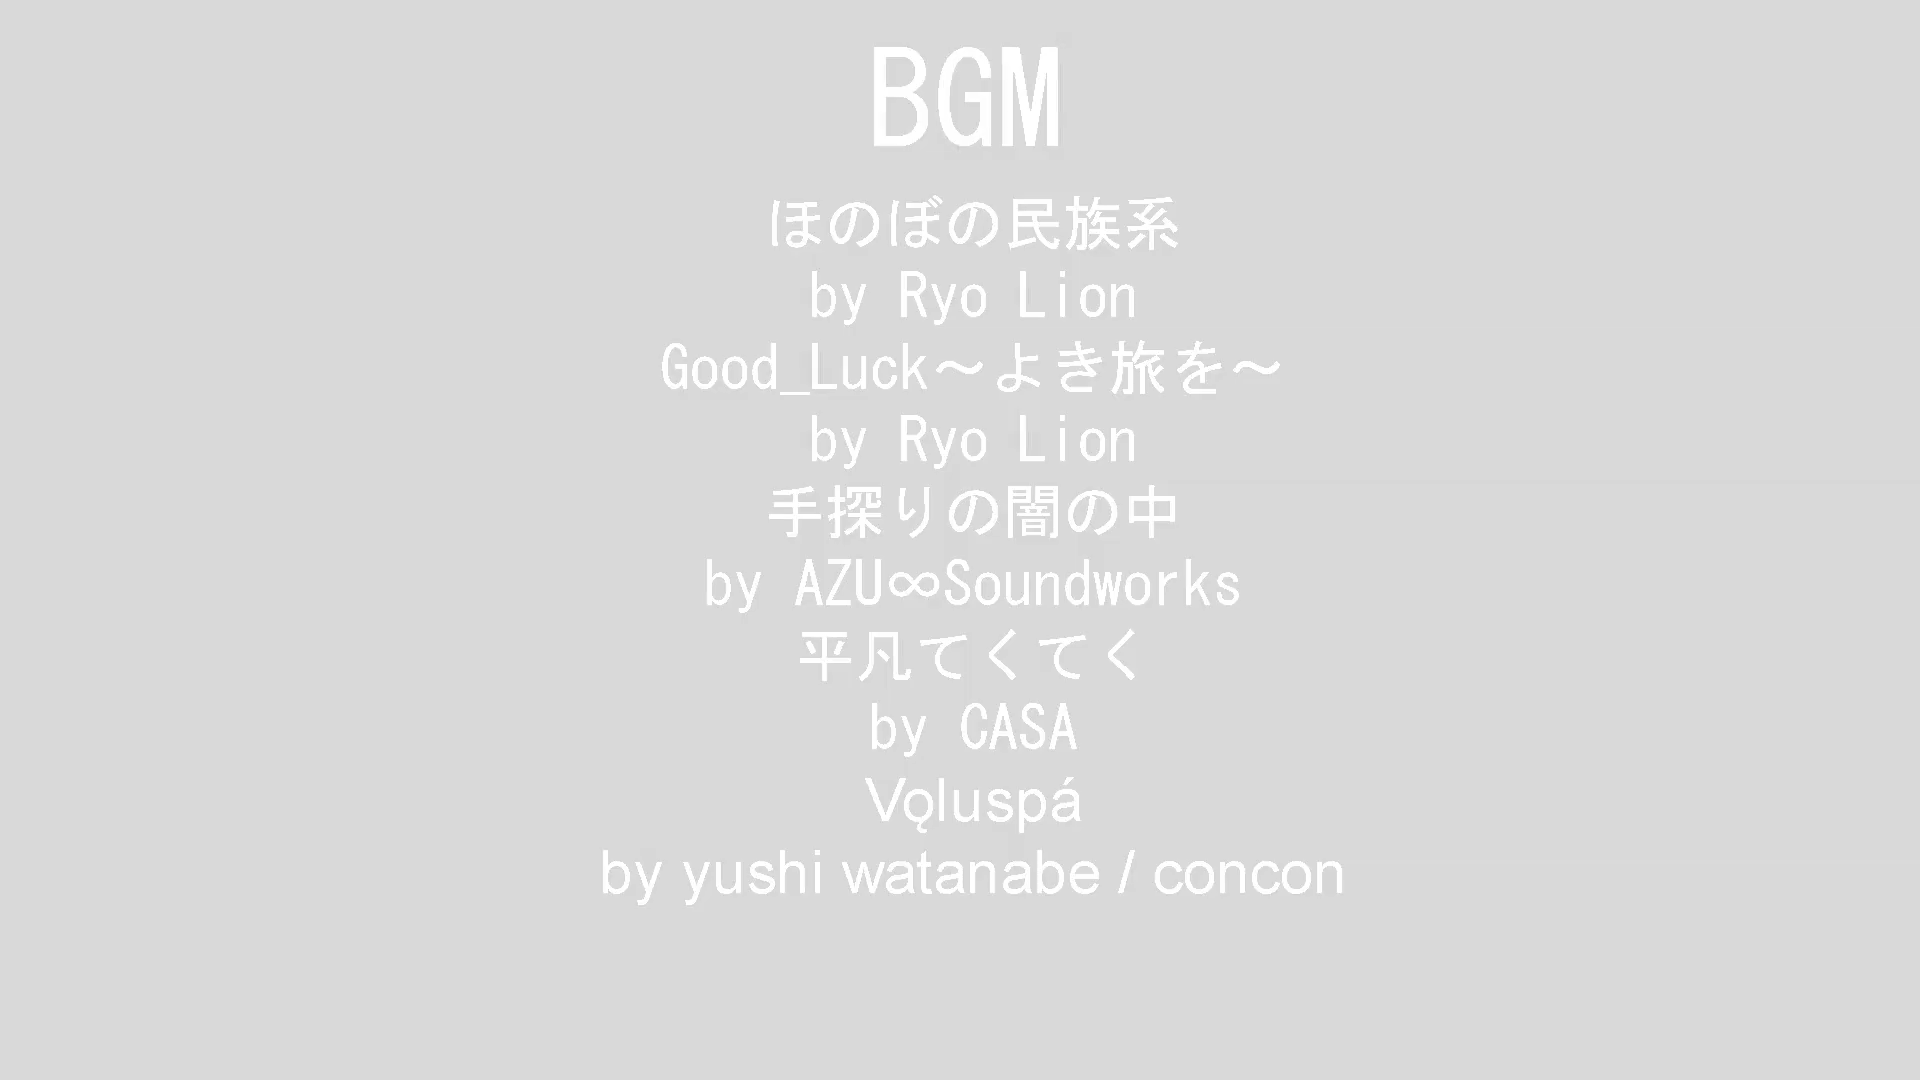 BGM
ほのぼの民族系
by Ryo Lion
Good_Luck～よき旅を～
by Ryo Lion
手探りの闇の中
by AZU∞Soundworks
平凡てくてく
by CASA
Vǫluspá
by yushi watanabe / concon